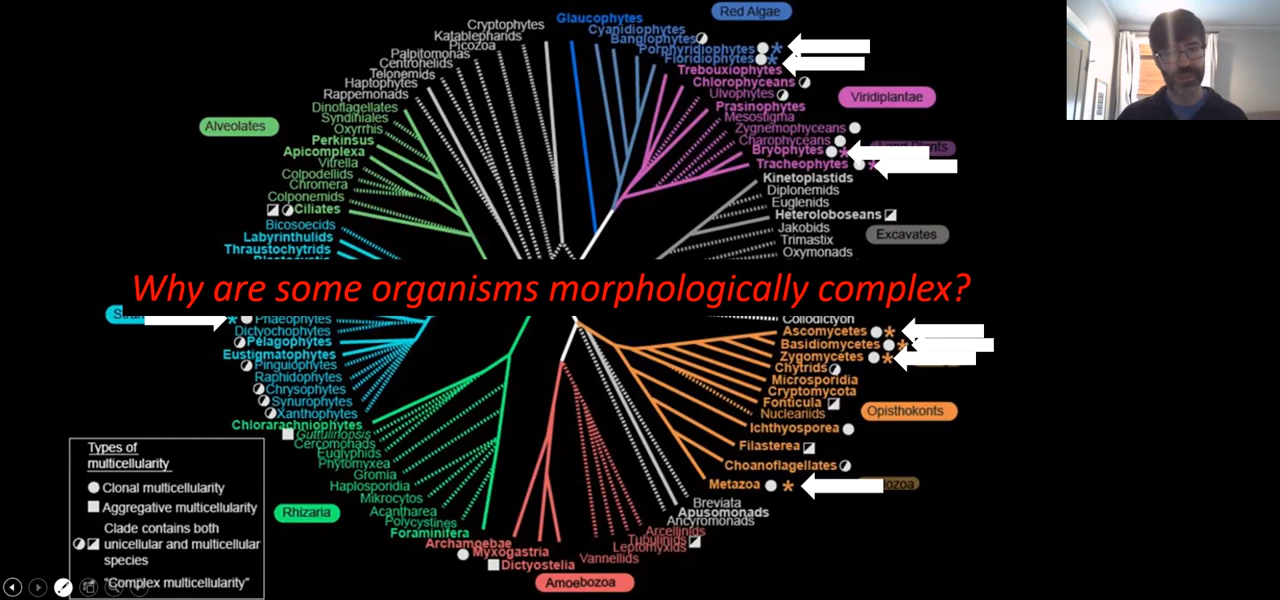 Red Algae
Glaucophytes
Cyanidiophytes
Bangiophytes
Porphyridiophytes
Floridiophytes
Trebouxiophytes
Chlorophyceans
Ulvophytes
Viridiplantae
Prasinophytes
Mesostigma
Zygnemophyceans
Charophyceans
Bryophytes
Tracheophytes
Kinetoplastids
Diplonemids
Euglenids
Heteroloboseans
Jakobids
Excavates
Trimastix
Oxymonads
Cryptophytes
Katablepharids
Picozoa
Palpitomonas
Centrohelids
Telonemids
Haptophytes
Rappemonads
Dinoflagellates
Syndiniales
Alveolates
Oxyrrhis
Perkinsus
Apicomplexa
Vitrella
Colpodellids
Chromera
Colponemids
Ciliates
Bicosoecids
Labyrinthulids
Thraustochytrids
Why are some organisms morphologically complex?
Phaeophytes
Dictyochophytes
Pelagophytes
Eustigmatophytes
Pinguiophytes
Raphidophytes
Chrysophytes
Synurophytes
Xanthophytes
Chlorarachniophytes
Guttulinopsis
Cercomonads
Euglyphids
Phytomyxea
Gromia
Haplosporidia
Mikrocytos
Acantharea
Polycystines
Foraminifera
Rhizaria
Archamoebae
Myxogastria
Dictyostelia
Amoebozoa
Vannellids
Leptomyxids
Tubulinids
Arcellinids
Ancyromonads
Apusomonads
Breviata
Collodictyon
Ascomycetes
Basidiomycetes
Zygomycetes
Chytrids
Microsporidia
Cryptomycota
Fonticula
Nucleariids
Opisthokonts
Ichthyosporea
Filasterea
Choanoflagellates
Metazoa
Types of
multicellularity
Clonal multicellularity
Aggregative multicellularity
Clade contains both
unicellular and multicellular
species
"Complex multicellularity"